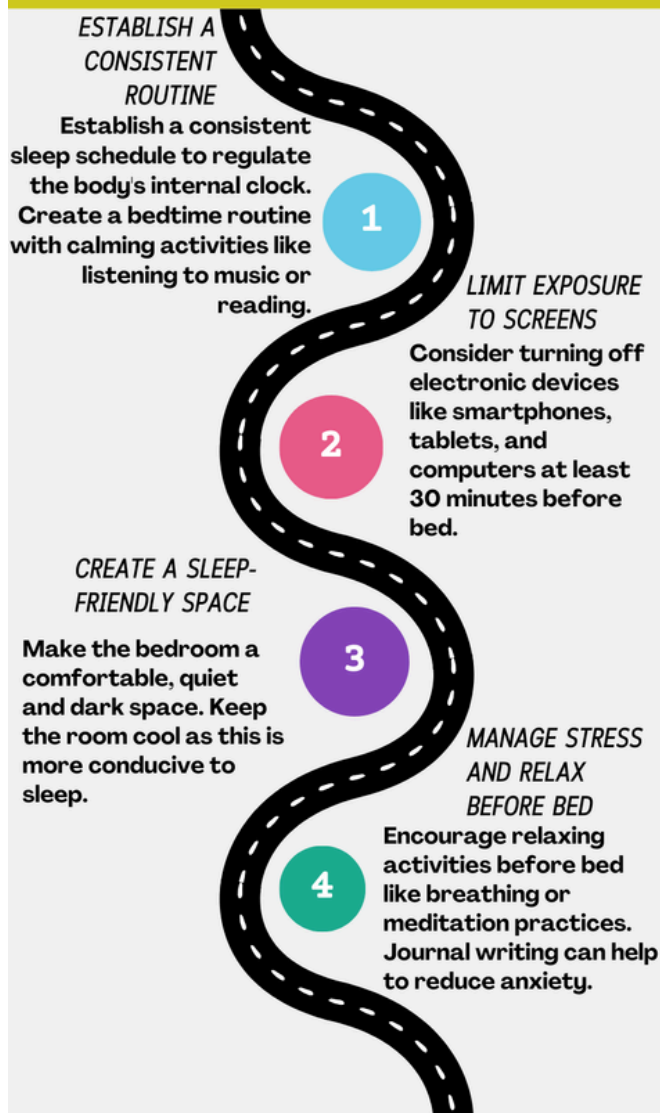 ESTABLISH A
CONSISTENT
ROUTINE
Establish a consistent
sleep schedule to regulate
the body's internal clock.
Create a bedtime routine
with calming activities like
listening to music or
reading.
1
LIMIT EXPOSURE
TO SCREENS
Consider turning off
electronic devices
like smartphones,
tablets, and
computers at least
30 minutes before
bed.
2
CREATE A SLEEP-
FRIENDLY SPACE
Make the bedroom a
comfortable, quiet
and dark space. Keep
the room cool as this is
more conducive to
sleep.
3
MANAGE STRESS
AND RELAX
BEFORE BED
Encourage relaxing
activities before bed
like breathing or
meditation practices.
Journal writing can help
to reduce anxiety.
4